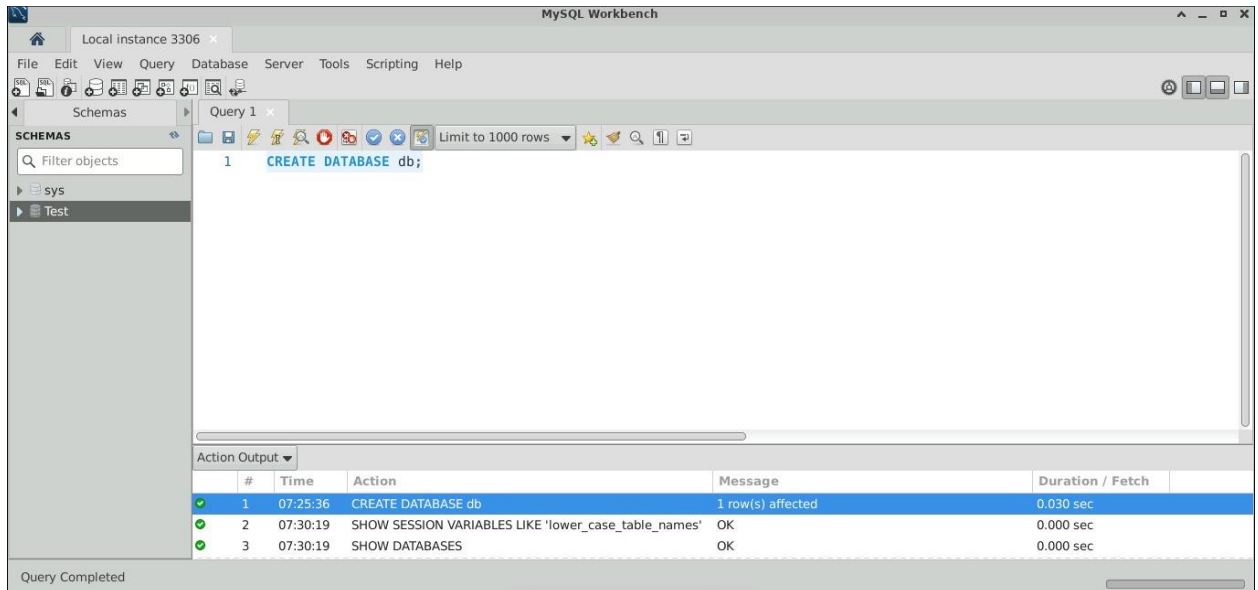 MySQL Workbench
Local instance 3306
File Edit View Query Database Server Tools Scripting Help
Schemas
Query 1
SCHEMAS
Limit to 1000 rows
Filter objects
1 CREATE DATABASE db;
sys
Test
Action Output
# Time Action Message Duration / Fetch
1 07:25:36 CREATE DATABASE db 1 row(s) affected 0.030 sec
2 07:30:19 SHOW SESSION VARIABLES LIKE 'lower_case_table_names' OK 0.000 sec
3 07:30:19 SHOW DATABASES OK 0.000 sec
Query Completed